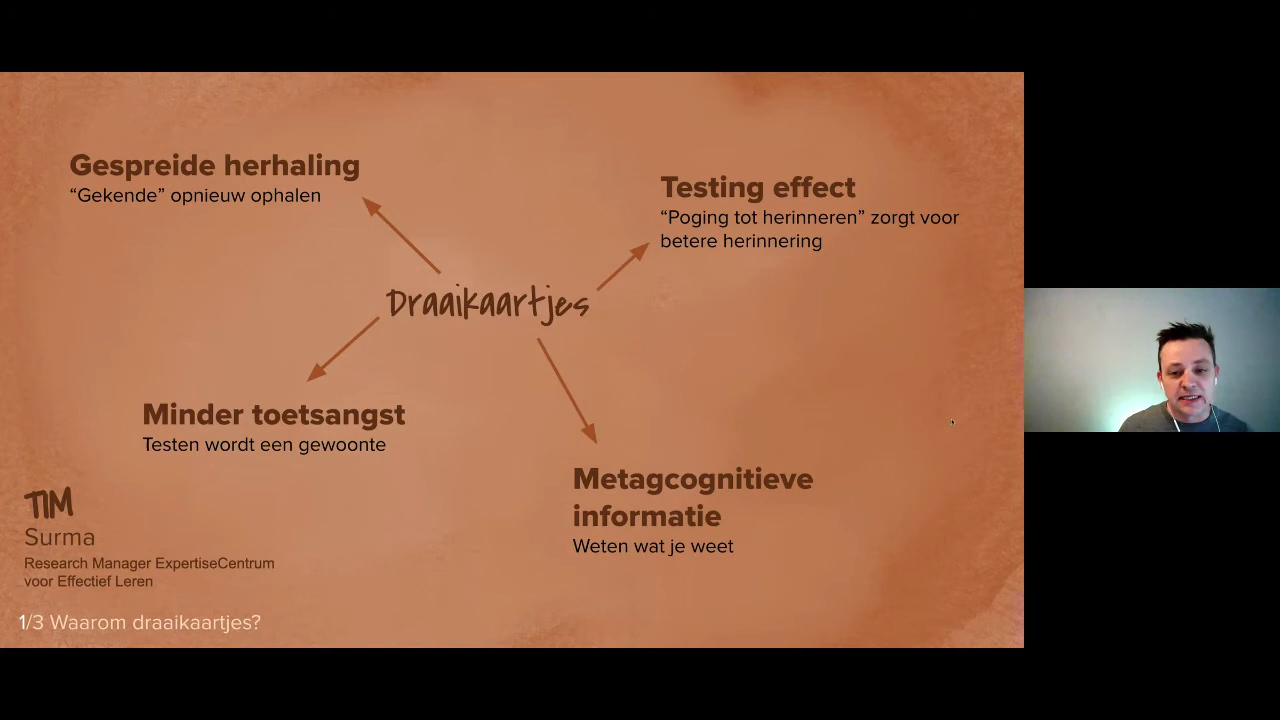 Gespreide herhaling
“Gekende” opnieuw ophalen
Testing effect
“Poging tot herinneren” zorgt voor
betere herinnering
Draaikaartjes
Minder toetsangst
Testen wordt een gewoonte
Metagcognitieve
informatie
Weten wat je weet
TIM
Surma
Research Manager ExpertiseCentrum
voor Effectief Leren
1/3 Waarom draaikaartjes?